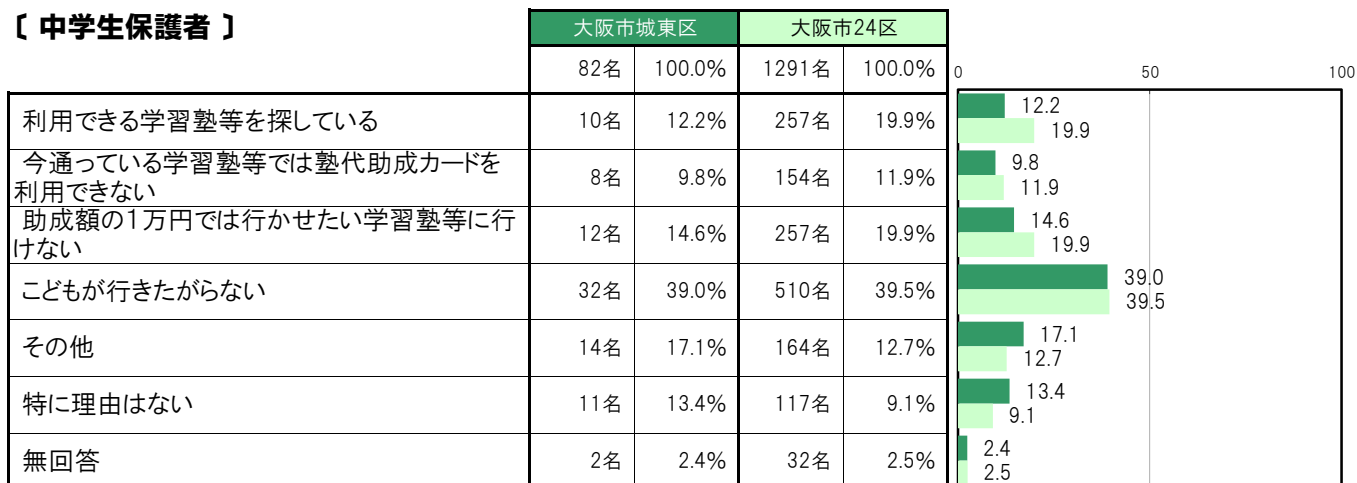 〔 中学生保護者 〕
大阪市城東区 大阪市24区
82名 100.0% 1291名 100.0% 0 50 100
利用できる学習塾等を探している 10名 12.2% 257名 19.9% 12.2
19.9
今通っている学習塾等では塾代助成カードを
利用できない 8名 9.8% 154名 11.9% 9.8
11.9
助成額の1万円では行かせたい学習塾等に行
けない 12名 14.6% 257名 19.9% 14.6
19.9
こどもが行きたがらない 32名 39.0% 510名 39.5% 39.0
39.5
その他 14名 17.1% 164名 12.7% 17.1
12.7
特に理由はない 11名 13.4% 117名 9.1% 13.4
9.1
無回答 2名 2.4% 32名 2.5% 2.4
2.5